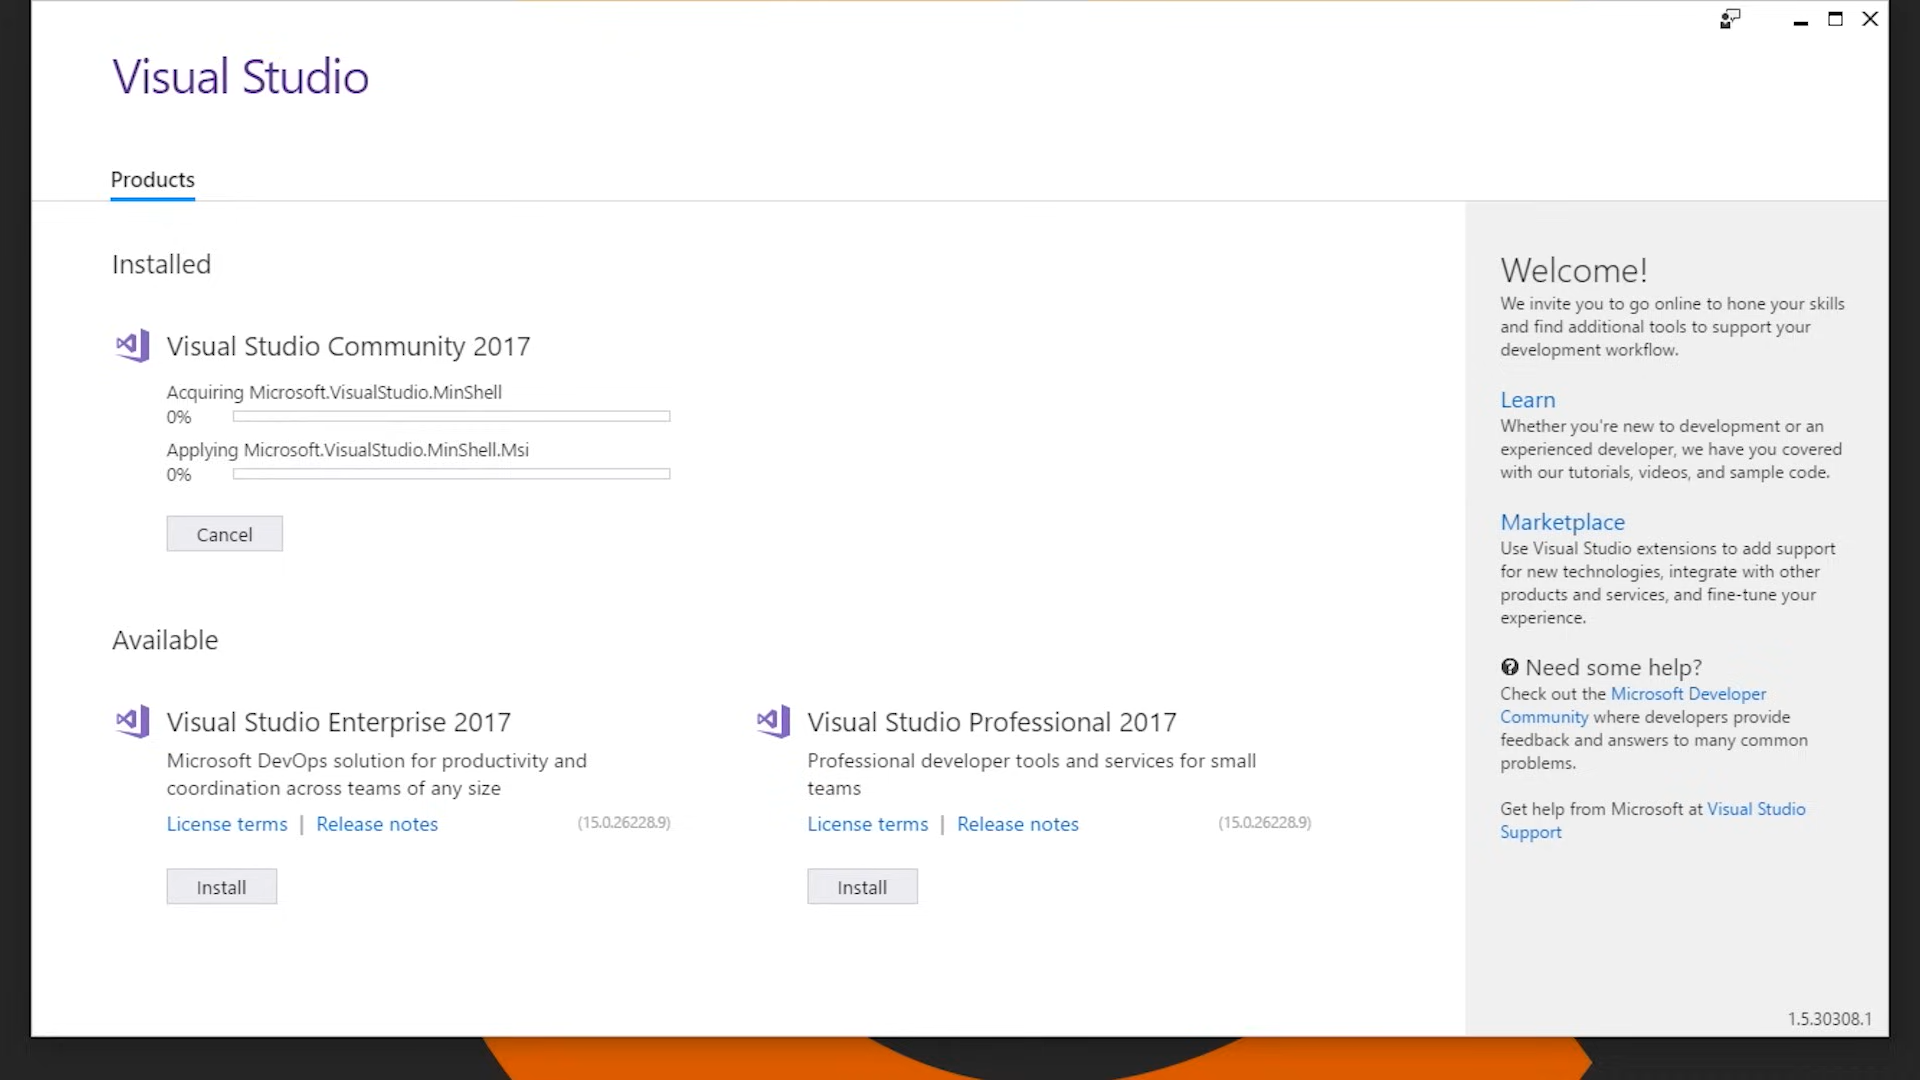 Visual Studio
Products
Installed
Visual Studio Community 2017
Acquiring Microsoft.VisualStudio.MinShell
0%
Applying Microsoft.VisualStudio.MinShell.Msi
0%
Cancel
Available
Visual Studio Enterprise 2017
Microsoft DevOps solution for productivity and
coordination across teams of any size
License terms | Release notes (15.0.26228.9)
Install
Visual Studio Professional 2017
Professional developer tools and services for small
teams
License terms | Release notes (15.0.26228.9)
Install
Welcome!
We invite you to go online to hone your skills
and find additional tools to support your
development workflow.
Learn
Whether you're new to development or an
experienced developer, we have you covered
with our tutorials, videos, and sample code.
Marketplace
Use Visual Studio extensions to add support
for new technologies, integrate with other
products and services, and fine-tune your
experience.
Need some help?
Check out the Microsoft Developer
Community where developers provide
feedback and answers to many common
problems.
Get help from Microsoft at Visual Studio
Support
1.5.30308.1